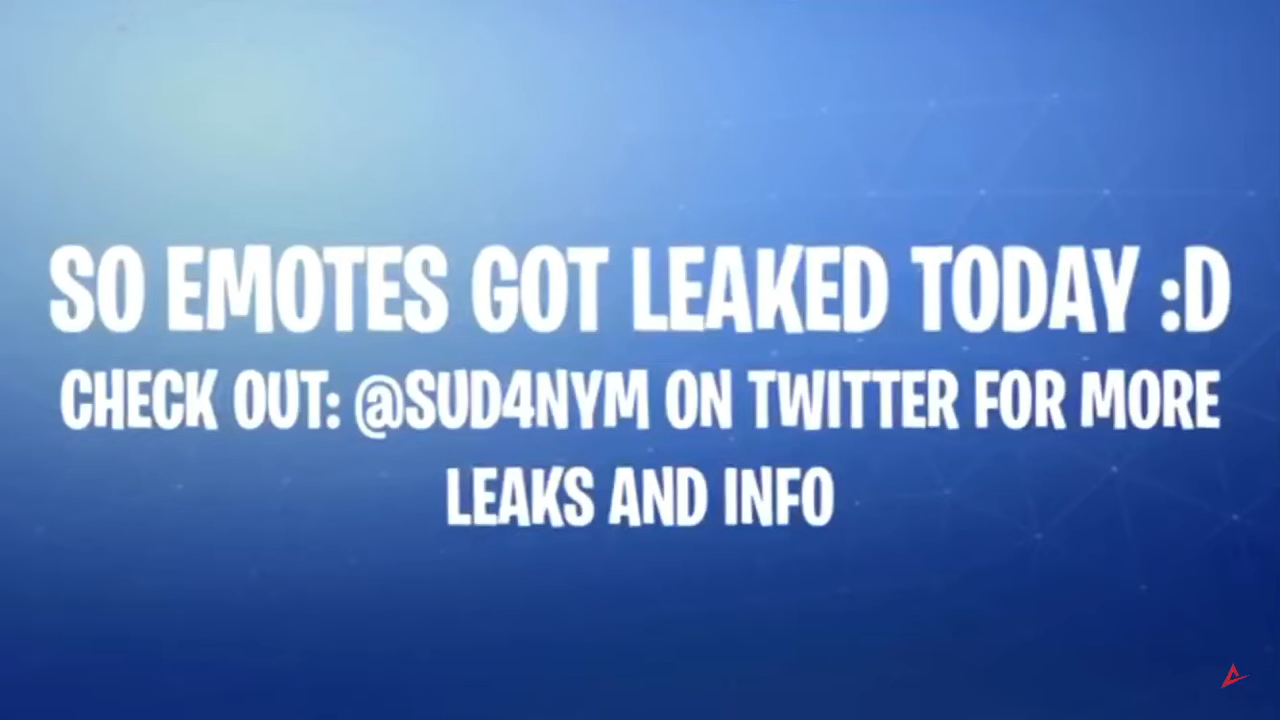 SO EMOTES GOT LEAKED TODAY :D
CHECK OUT: @SUD4NYM ON TWITTER FOR MORE
LEAKS AND INFO